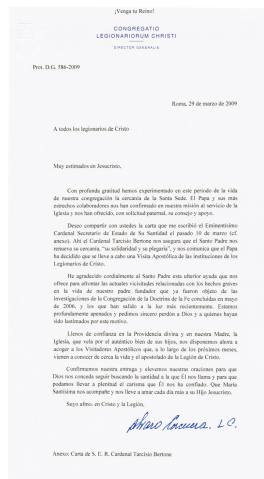 ¡Venga tu Reino!
CONGREGATIO
LEGIONARIORUM CHRISTI
DIRECTOR GENERALIS
Prot. D.G. 586-2009
Roma, 29 de marzo de 2009
A todos los legionarios de Cristo
Muy estimados en Jesucristo,
Con profunda gratitud hemos experimentado en este período de la vida
de nuestra congregación la cercanía de la Santa Sede. El Papa y sus más
estrechos colaboradores nos han confirmado en nuestra misión al servicio de la
Iglesia y nos han ofrecido, con solicitud paternal, su consejo y apoyo.
Deseo compartir con ustedes la carta que me escribió el Eminentísimo
Cardenal Secretario de Estado de Su Santidad el pasado 10 de marzo (cf.
anexo). Ahí el Cardenal Tarcisio Bertone nos asegura que el Santo Padre nos
renueva su cercanía, “su solidaridad y su plegaria”, y nos comunica que el Papa
ha decidido que se lleve a cabo una Visita Apostólica de las instituciones de los
Legionarios de Cristo.
He agradecido cordialmente al Santo Padre esta ulterior ayuda que nos
ofrece para afrontar las actuales vicisitudes relacionadas con los hechos graves
en la vida de nuestro padre fundador que ya fueron objeto de las
investigaciones de la Congregación de la Doctrina de la Fe concluidas en mayo
de 2006, y los que han salido a la luz más recientemente. Estamos
profundamente apenados y pedimos sincero perdón a Dios y a quienes hayan
sido lastimados por este motivo.
Llenos de confianza en la Providencia divina y en nuestra Madre, la
Iglesia, que vela por el auténtico bien de sus hijos, nos disponemos ahora a
acoger a los Visitadores Apostólicos que, a lo largo de los próximos meses,
vienen a conocer de cerca la vida y el apostolado de la Legión de Cristo.
Confirmemos nuestra entrega y elevemos nuestras oraciones para que
Dios nos conceda seguir buscando la santidad a la que Él nos llama y para que
podamos llevar a plenitud el carisma que Él nos ha confiado. Que María
Santísima nos acompañe y nos lleve a amar cada día más a su Hijo Jesucristo.
Suyo afmo. en Cristo y la Legión,
Álvaro Corcuera, L.C.
Anexo: Carta de S. E. R. Cardenal Tarcisio Bertone